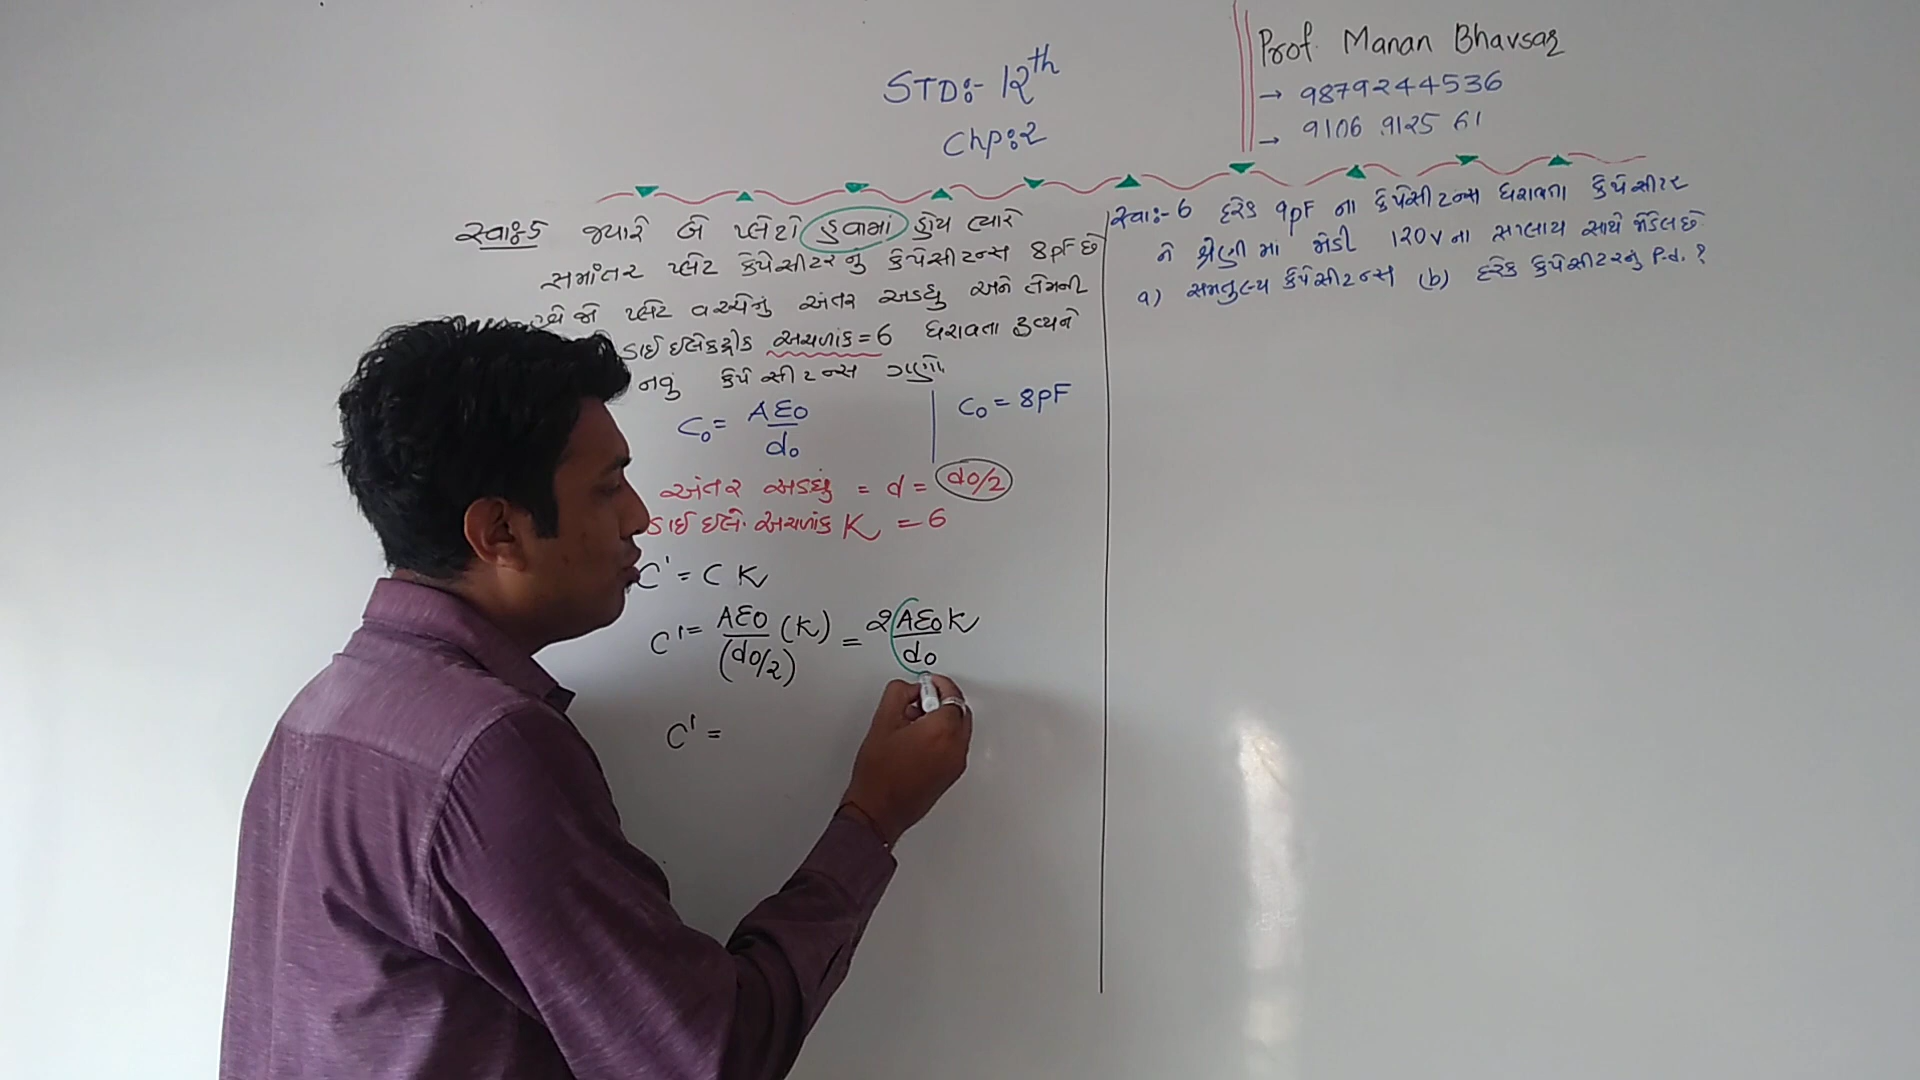 STD:- 12th
Chp:2
Prof. Manan Bhavsar
→ 9879244536
→ 9106 9125 61
સ્વાઃ-5 જ્યારે બે પ્લેટો હવામાં હોય ત્યારે
સમાંતર પ્લેટ કેપેસીટરનું કેપેસીટન્સ 8pF છે
જો પ્લેટ વચ્ચેનું અંતર અડધુ અને તેમની
ડાઈ ઈલેક્ટ્રીક અચળાંક = 6 ધરાવતા દ્રવ્યને
નવું કેપેસીટન્સ ગણો.
C₀ = Aε₀/d₀ | C₀ = 8pF
અંતર અડધું = d = d₀/2
ડાઈ ઈલે. અચળાંક K = 6
C' = C K
C' = Aε₀/(d₀/2) (K) = 2 Aε₀K/d₀
C' =
સ્વાઃ-6 દરેક 9pF ના કેપેસીટન્સ ધરાવતા કેપેસીટર
ને શ્રેણી માં જોડી 120V ના સપ્લાય સાથે જોડેલ છે.
a) સમતુલ્ય કેપેસીટન્સ (b) દરેક કેપેસીટરનું P.d. ?